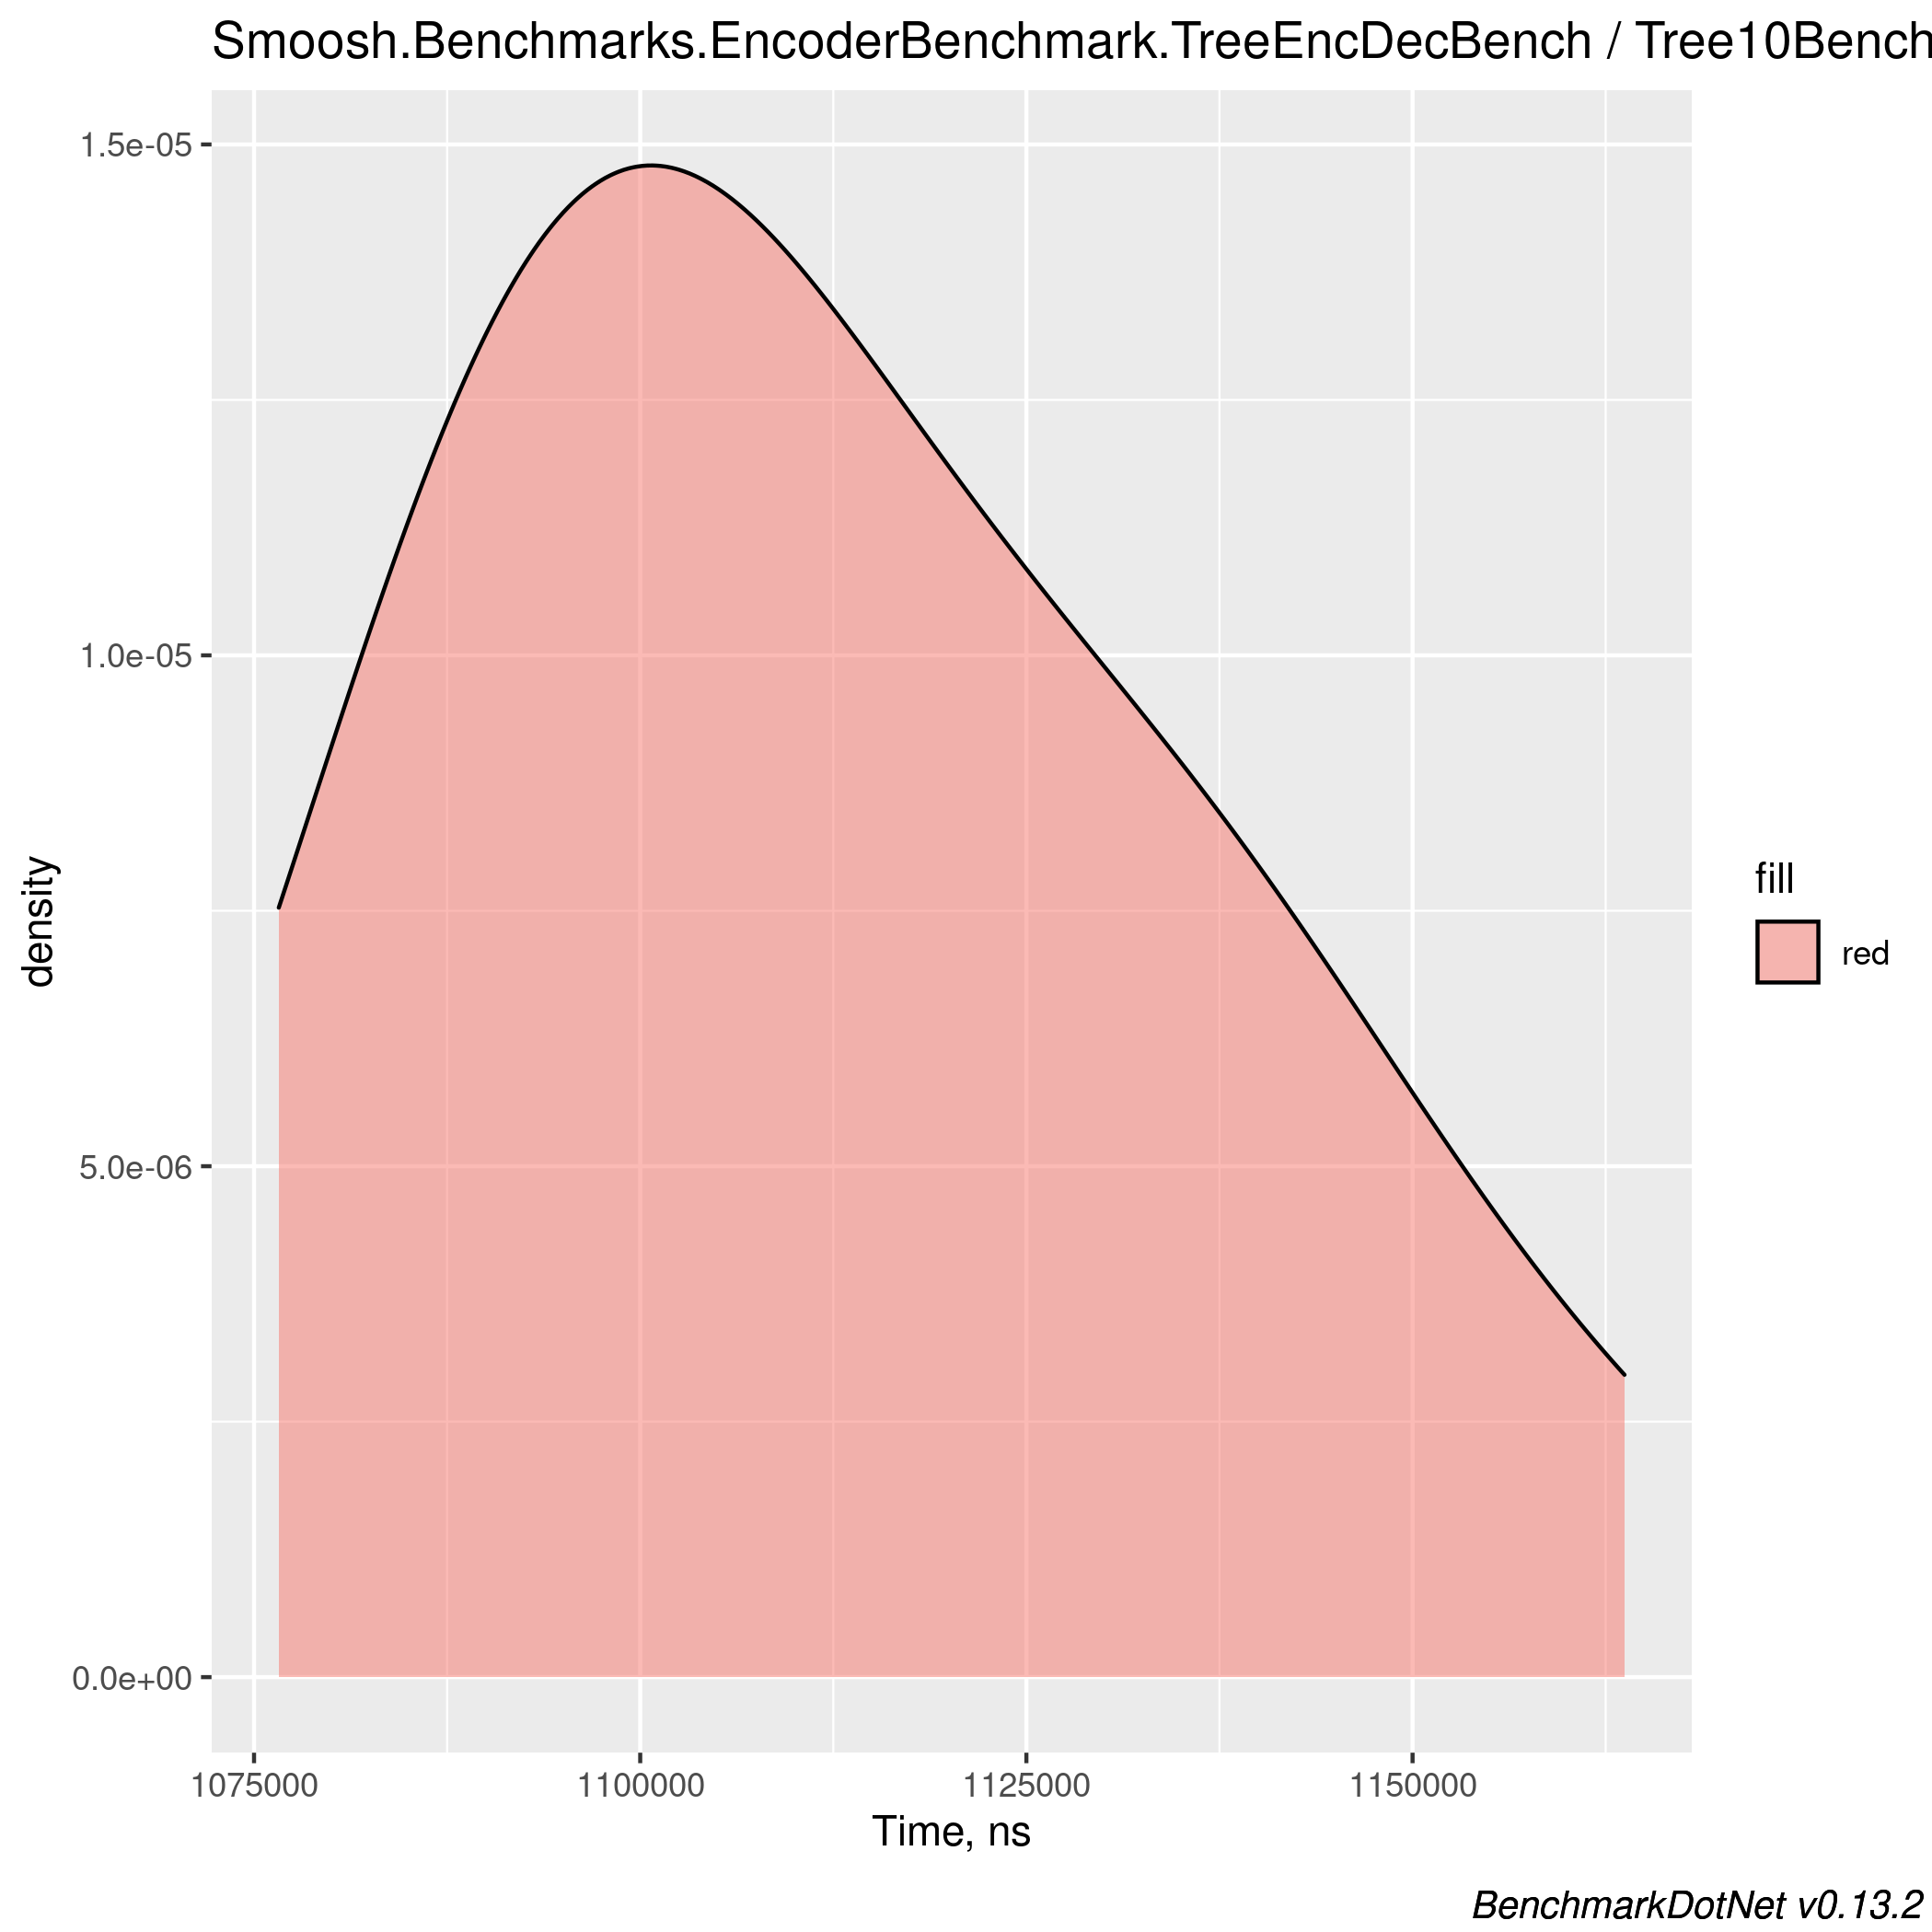 Smoosh.Benchmarks.EncoderBenchmark.TreeEncDecBench / Tree10Bench
1.5e-05
1.0e-05
5.0e-06
0.0e+00
density
1075000 1100000 1125000 1150000
Time, ns
fill
red
BenchmarkDotNet v0.13.2